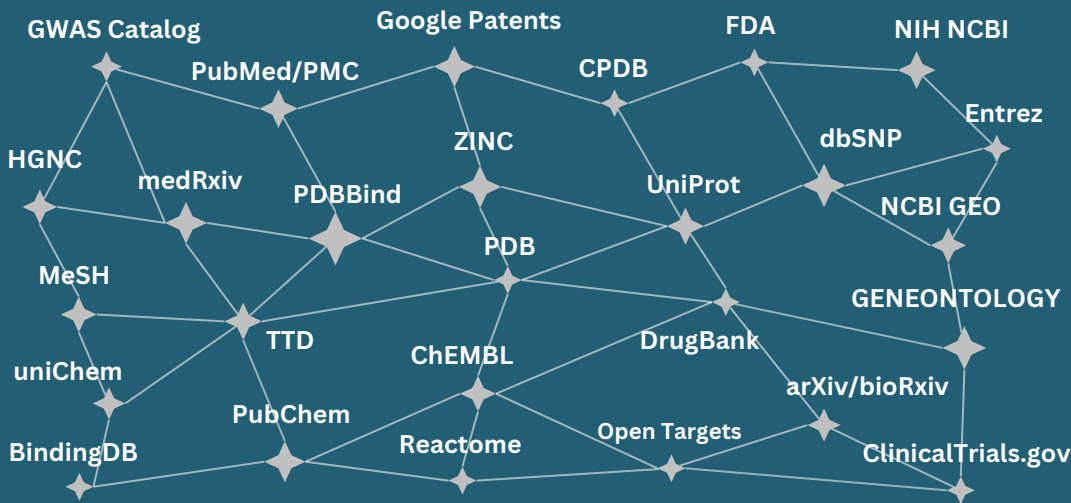 GWAS Catalog
Google Patents
FDA
NIH NCBI
PubMed/PMC
CPDB
Entrez
HGNC
medRxiv
ZINC
dbSNP
PDBBind
UniProt
NCBI GEO
MeSH
PDB
GENEONTOLOGY
TTD
DrugBank
uniChem
ChEMBL
arXiv/bioRxiv
PubChem
Open Targets
BindingDB
Reactome
ClinicalTrials.gov